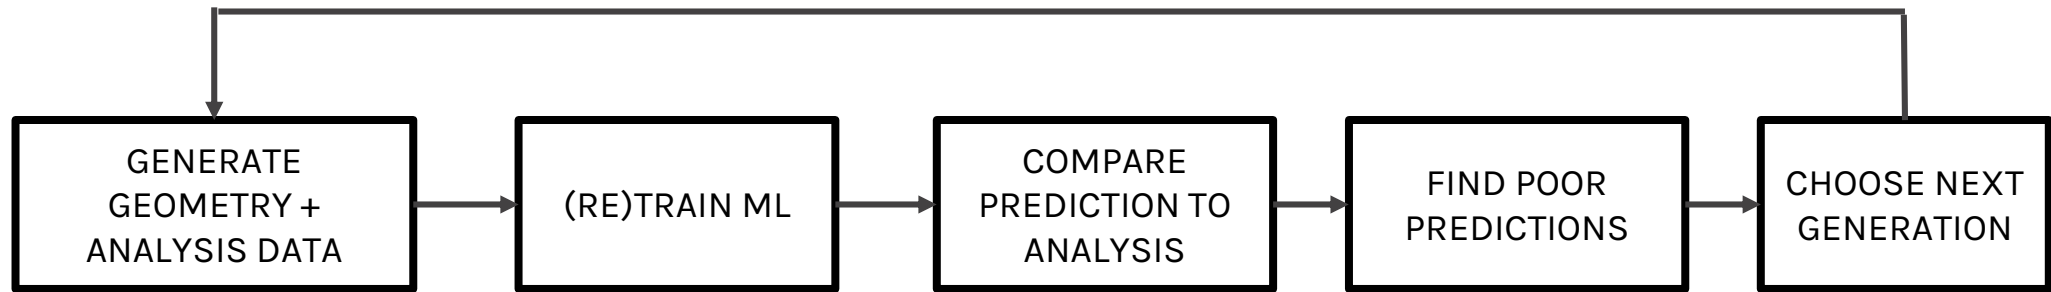 GENERATE
GEOMETRY +
ANALYSIS DATA
(RE)TRAIN ML
COMPARE
PREDICTION TO
ANALYSIS
FIND POOR
PREDICTIONS
CHOOSE NEXT
GENERATION